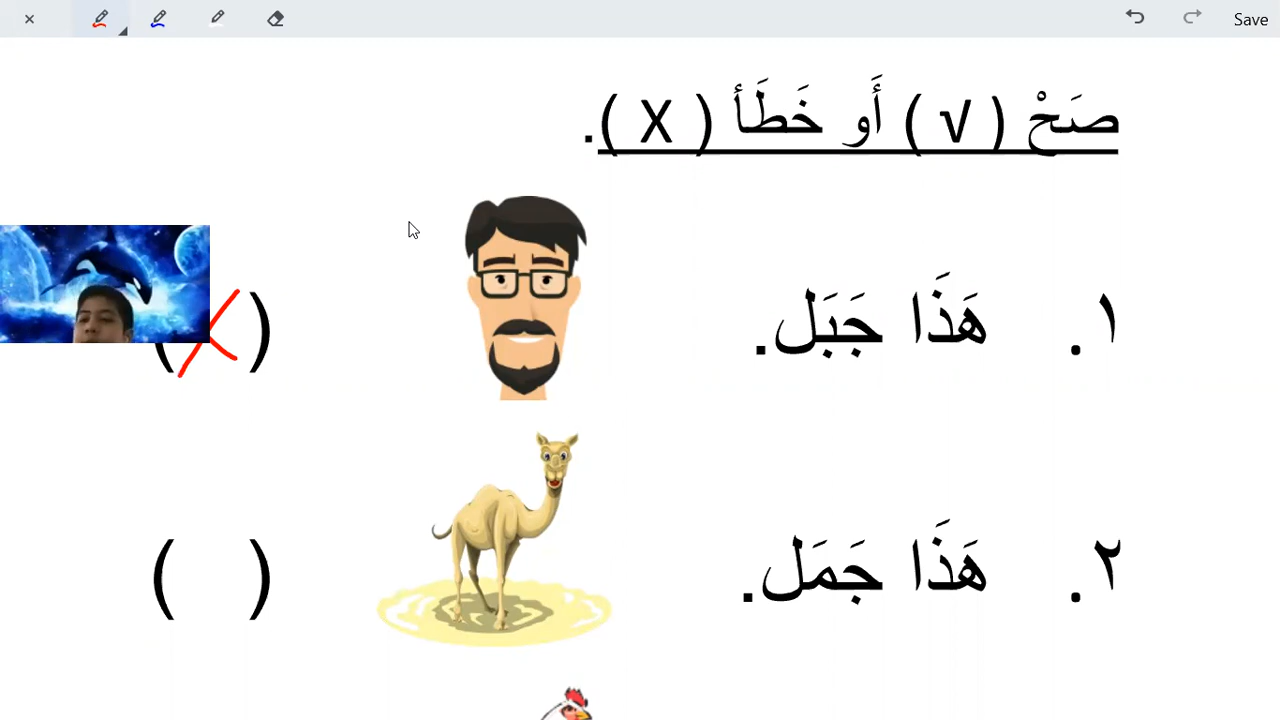 Save
صَحْ ( √ ) أَو خَطَأ ( X ).
١. هَذَا جَبَل. ( X )
٢. هَذَا جَمَل. ( )